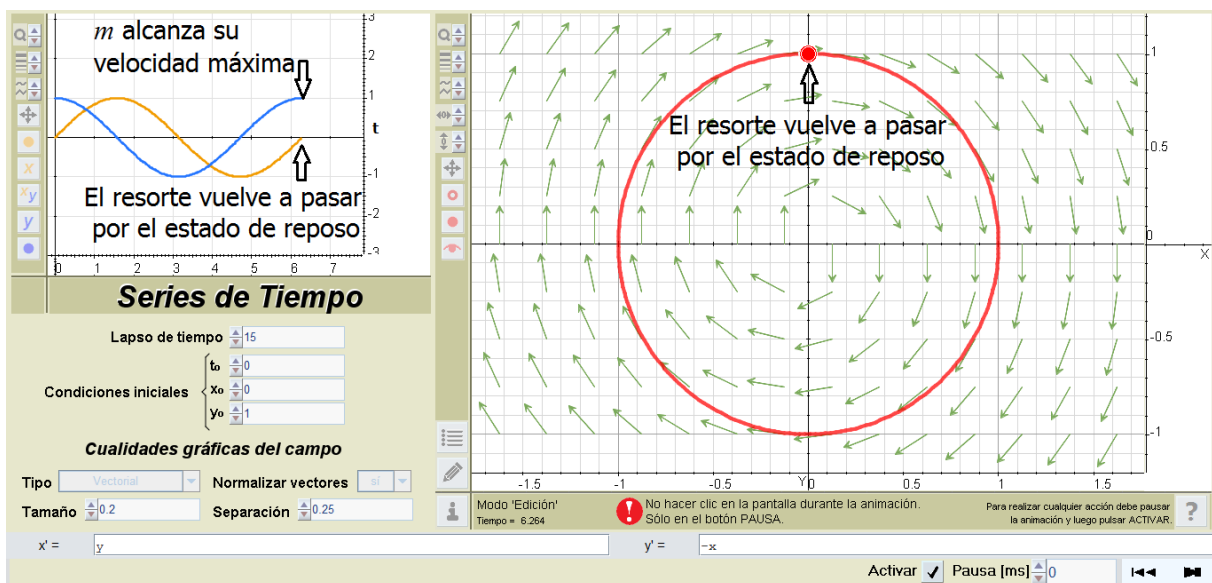 m alcanza su
velocidad máxima
3
2
1
t
-1
-2
-3
x
xy
y
El resorte vuelve a pasar
por el estado de reposo
0 1 2 3 4 5 6 7
Series de Tiempo
Lapso de tiempo 15
Condiciones iniciales
to 0
xo 0
yo 1
Cualidades gráficas del campo
Tipo Vectorial Normalizar vectores sí
Tamaño 0.2 Separación 0.25
El resorte vuelve a pasar
por el estado de reposo
1
0.5
0
X
-0.5
-1
-1.5 -1 -0.5 Y 0 0.5 1 1.5
Modo 'Edición'
Tiempo = 6.264
No hacer clic en la pantalla durante la animación.
Sólo en el botón PAUSA.
Para realizar cualquier acción debe pausar
la animación y luego pulsar ACTIVAR.
?
x' = y
y' = -x
Activar Pausa [ms] 0